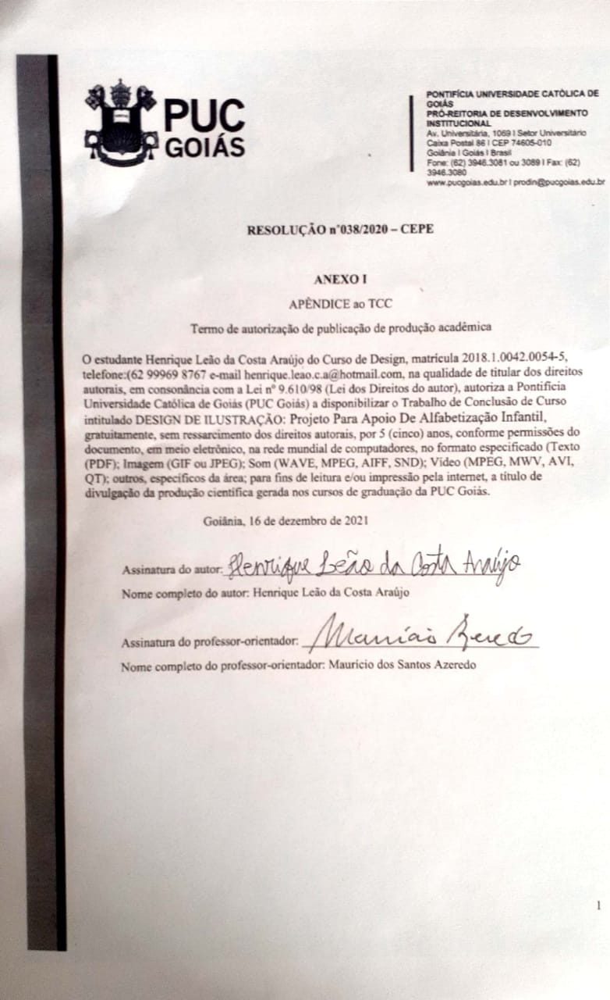 PUC
GOIÁS
PONTIFÍCIA UNIVERSIDADE CATÓLICA DE
GOIÁS
PRÓ-REITORIA DE DESENVOLVIMENTO
INSTITUCIONAL
Av. Universitária, 1069 I Setor Universitário
Caixa Postal 86 I CEP 74605-010
Goiânia I Goiás I Brasil
Fone: (62) 3946.3081 ou 3089 I Fax: (62)
3946.3080
www.pucgoias.edu.br I prodin@pucgoias.edu.br
RESOLUÇÃO n°038/2020 – CEPE
ANEXO I
APÊNDICE ao TCC
Termo de autorização de publicação de produção acadêmica
O estudante Henrique Leão da Costa Araújo do Curso de Design, matrícula 2018.1.0042.0054-5,
telefone:(62 99969 8767 e-mail henrique.leao.c.a@hotmail.com, na qualidade de titular dos direitos
autorais, em consonância com a Lei nº 9.610/98 (Lei dos Direitos do autor), autoriza a Pontifícia
Universidade Católica de Goiás (PUC Goiás) a disponibilizar o Trabalho de Conclusão de Curso
intitulado DESIGN DE ILUSTRAÇÃO: Projeto Para Apoio De Alfabetização Infantil,
gratuitamente, sem ressarcimento dos direitos autorais, por 5 (cinco) anos, conforme permissões do
documento, em meio eletrônico, na rede mundial de computadores, no formato especificado (Texto
(PDF); Imagem (GIF ou JPEG); Som (WAVE, MPEG, AIFF, SND); Vídeo (MPEG, MWV, AVI,
QT); outros, específicos da área; para fins de leitura e/ou impressão pela internet, a título de
divulgação da produção científica gerada nos cursos de graduação da PUC Goiás.
Goiânia, 16 de dezembro de 2021
Assinatura do autor: Henrique Leão da Costa Araújo
Nome completo do autor: Henrique Leão da Costa Araújo
Assinatura do professor-orientador:
Nome completo do professor-orientador: Mauricio dos Santos Azeredo
1